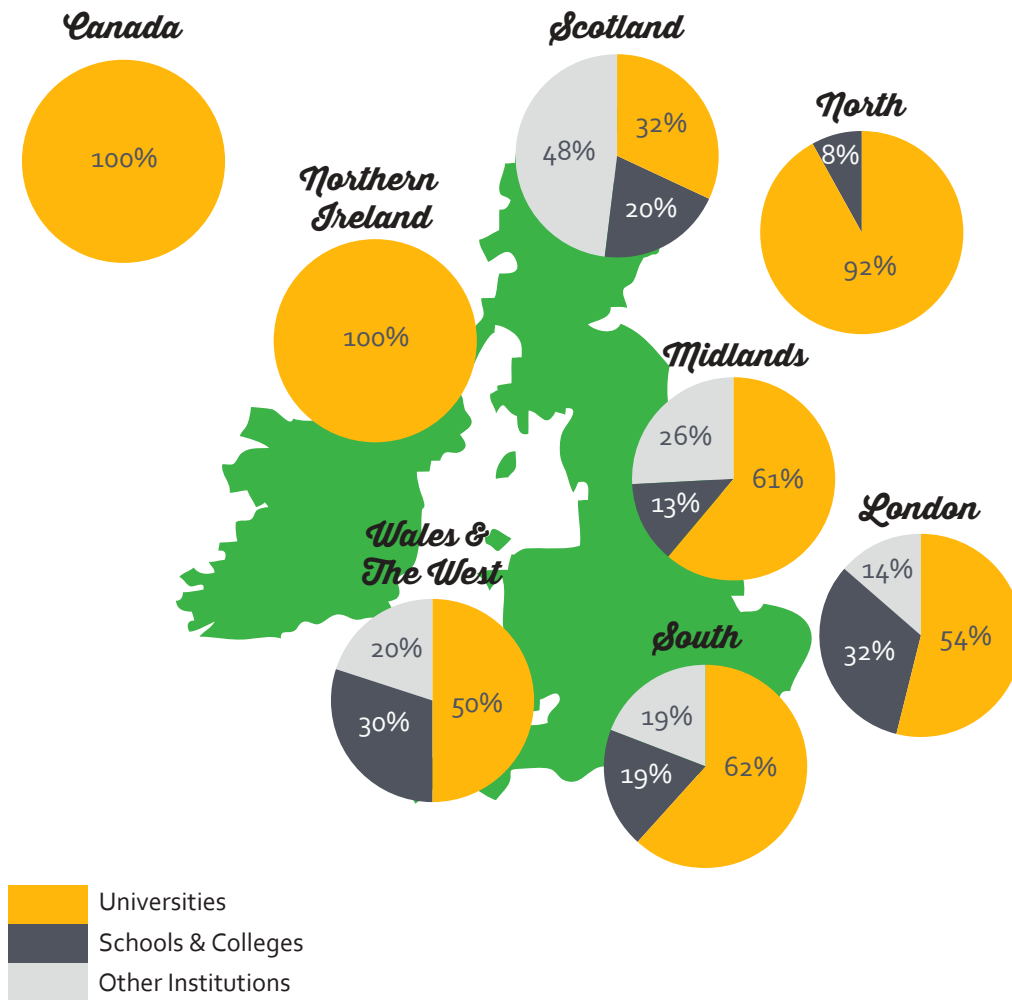 Canada
100%
Scotland
32%
48%
20%
North
8%
92%
Northern
Ireland
100%
Midlands
26%
61%
13%
London
14%
54%
32%
Wales &
The West
20%
50%
30%
South
19%
62%
19%
Universities
Schools & Colleges
Other Institutions